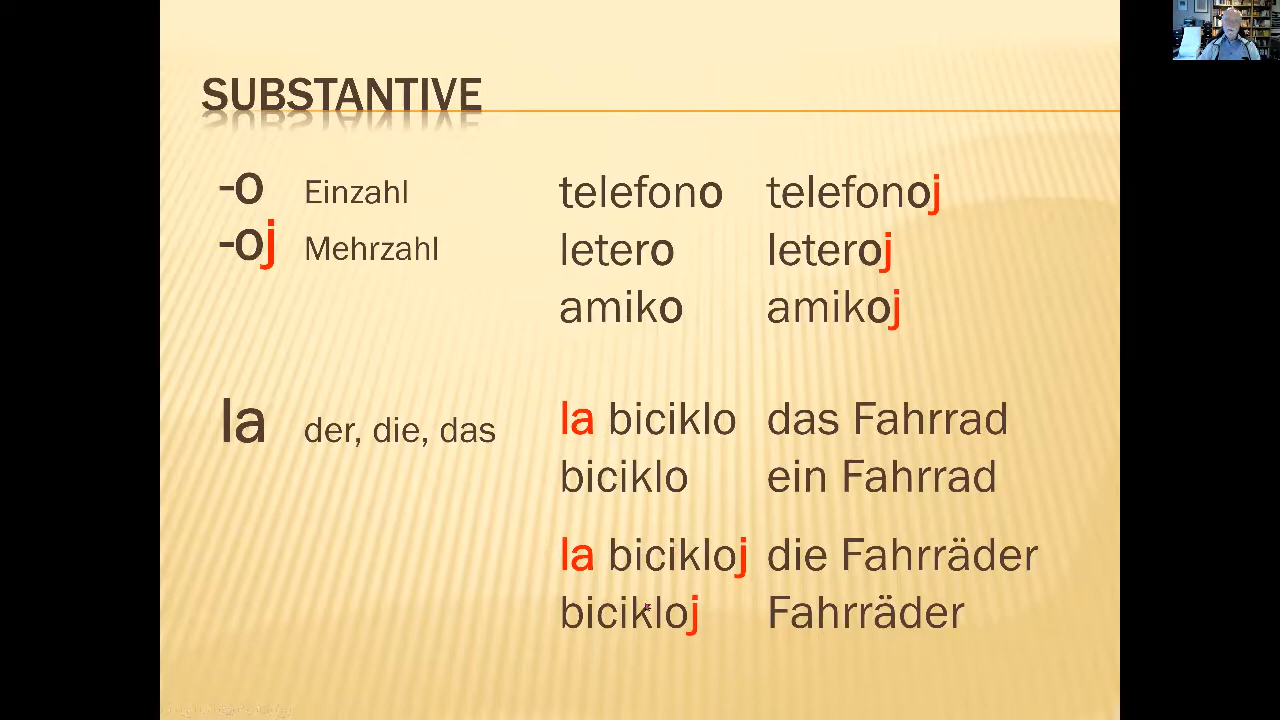 SUBSTANTIVE
-o Einzahl telefono telefonoj
-oj Mehrzahl letero leteroj
amiko amikoj
la der, die, das la biciklo das Fahrrad
biciklo ein Fahrrad
la bicikloj die Fahrräder
bicikloj Fahrräder